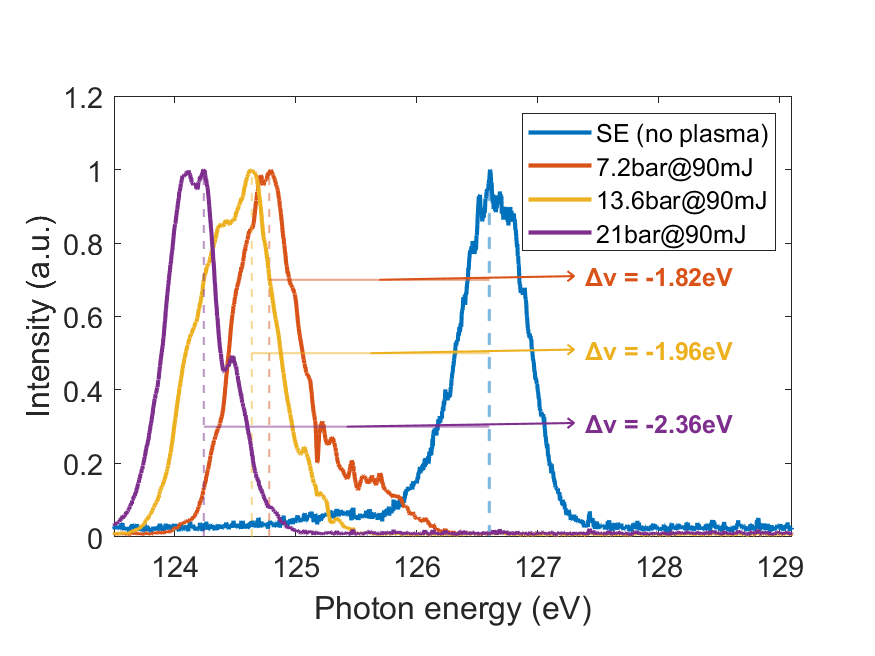 1.2
1
0.8
0.6
0.4
0.2
0
Intensity (a.u.)
SE (no plasma)
7.2bar@90mJ
13.6bar@90mJ
21bar@90mJ
Δv = -1.82eV
Δv = -1.96eV
Δv = -2.36eV
124 125 126 127 128 129
Photon energy (eV)